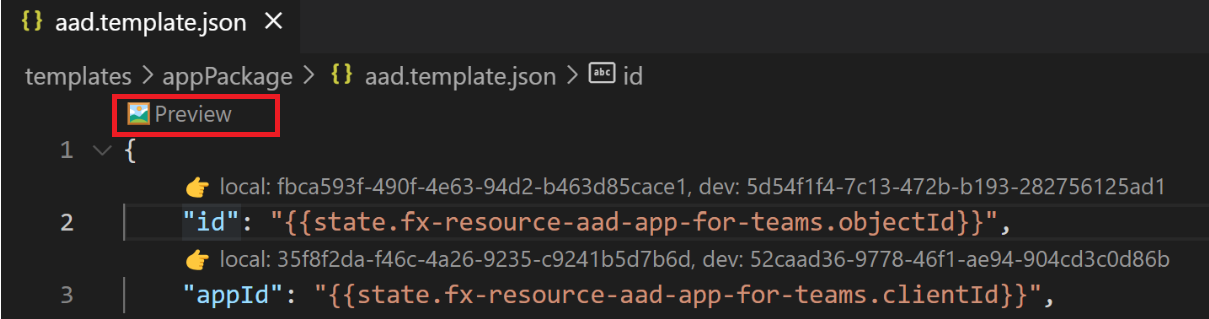 {} aad.template.json ×
templates > appPackage > {} aad.template.json > abc id
Preview
1 {
local: fbca593f-490f-4e63-94d2-b463d85cace1, dev: 5d54f1f4-7c13-472b-b193-282756125ad1
2 "id": "{{state.fx-resource-aad-app-for-teams.objectId}}",
local: 35f8f2da-f46c-4a26-9235-c9241b5d7b6d, dev: 52caad36-9778-46f1-ae94-904cd3c0d86b
3 "appId": "{{state.fx-resource-aad-app-for-teams.clientId}}",